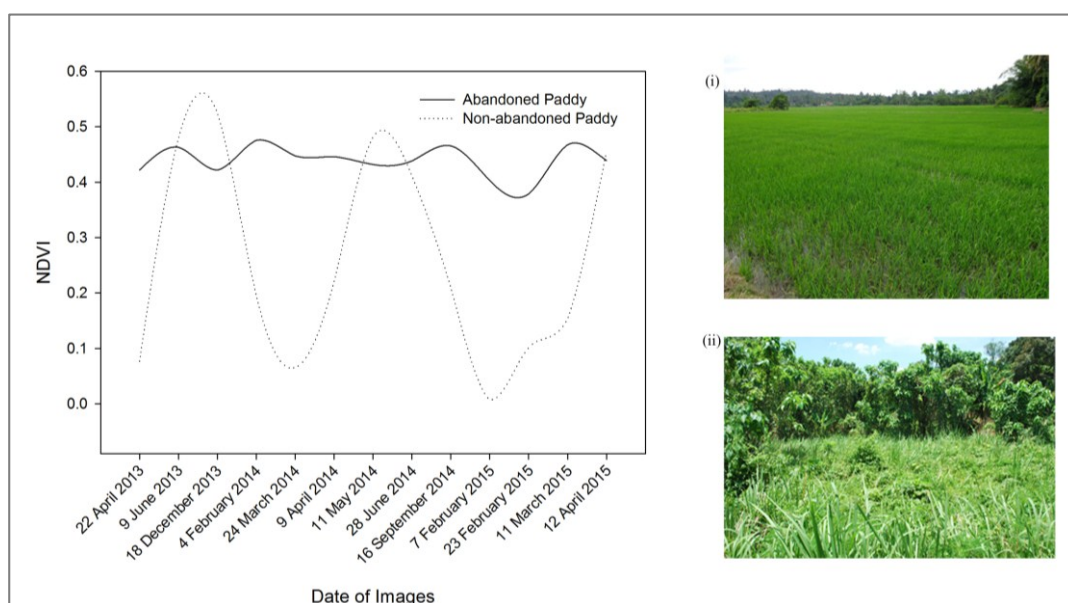 0.6
0.5
0.4
0.3
0.2
0.1
0.0
NDVI
Abandoned Paddy
Non-abandoned Paddy
22 April 2013
9 June 2013
18 December 2013
4 February 2014
24 March 2014
9 April 2014
11 May 2014
28 June 2014
16 September 2014
7 February 2015
23 February 2015
11 March 2015
12 April 2015
Date of Images
(i)
(ii)